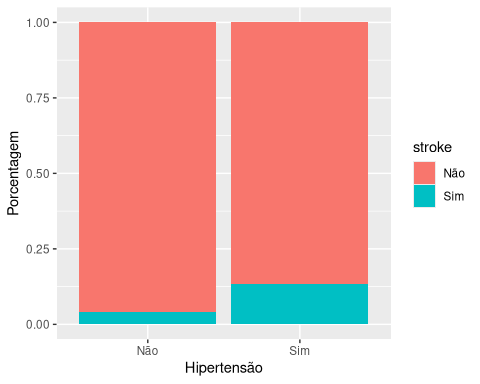 1.00
0.75
0.50
0.25
0.00
Porcentagem
Não
Sim
Hipertensão
stroke
Não
Sim